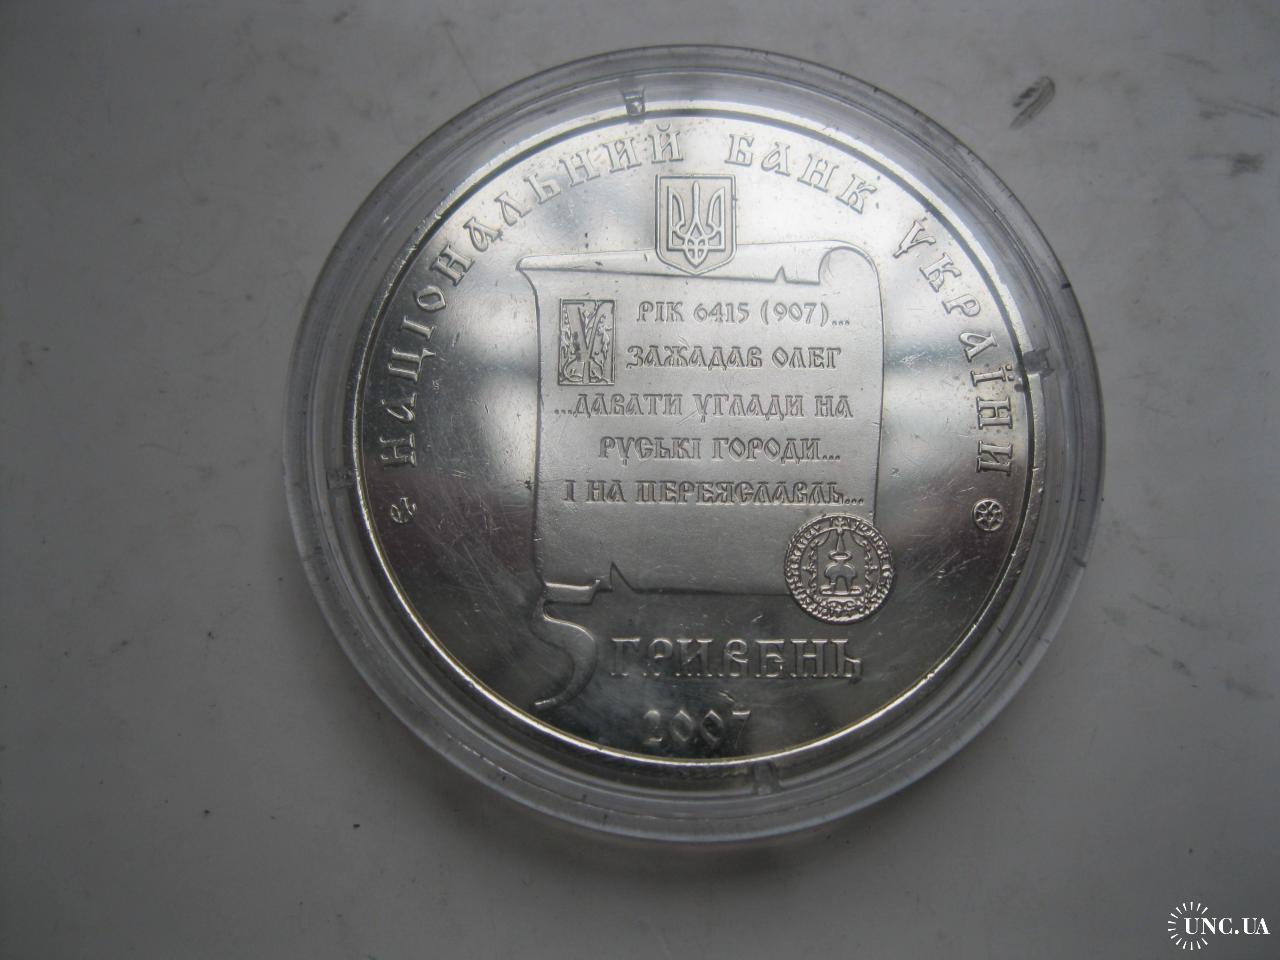 НАЦІОНАЛЬНИЙ БАНК УКРАЇНИ
У РІК 6415 (907)...
ЗАЖАДАВ ОЛЕГ
...ДАВАТИ УГЛАДИ НА
РУСЬКІ ГОРОДИ...
І НА ПЕРЕЯСЛАВЛЬ...
5 ГРИВЕНЬ
2007
UNC.UA